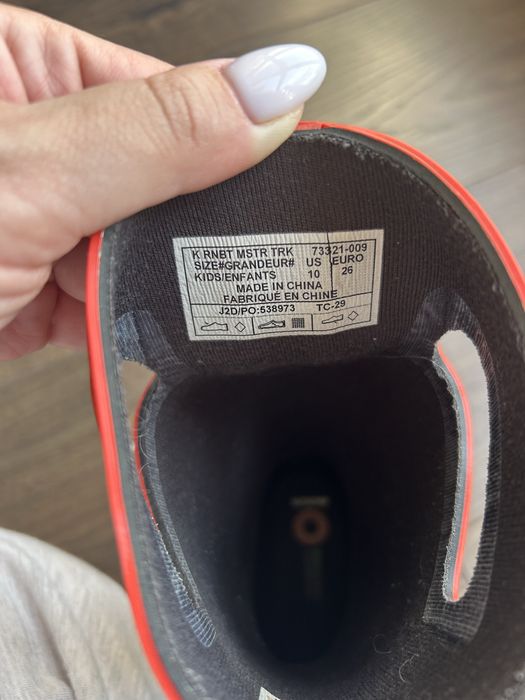 K RNBT MSTR TRK 73321-009
SIZE#GRANDEUR# US EURO
KIDS/ENFANTS 10 26
MADE IN CHINA
FABRIQUÉ EN CHINE
J2D/PO:538973 TC-29